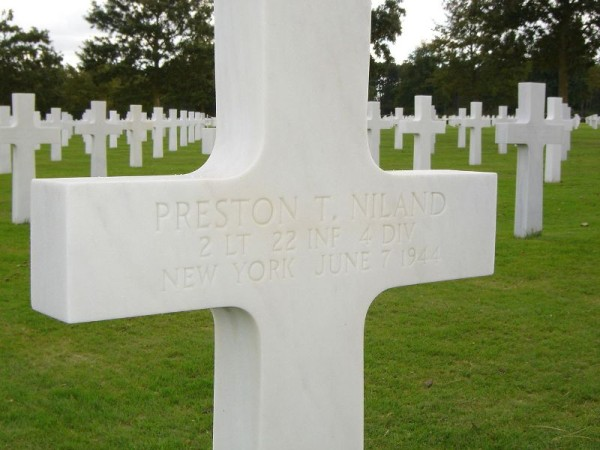 PRESTON T. NILAND
2 LT 22 INF 4 DIV
NEW YORK JUNE 7 1944